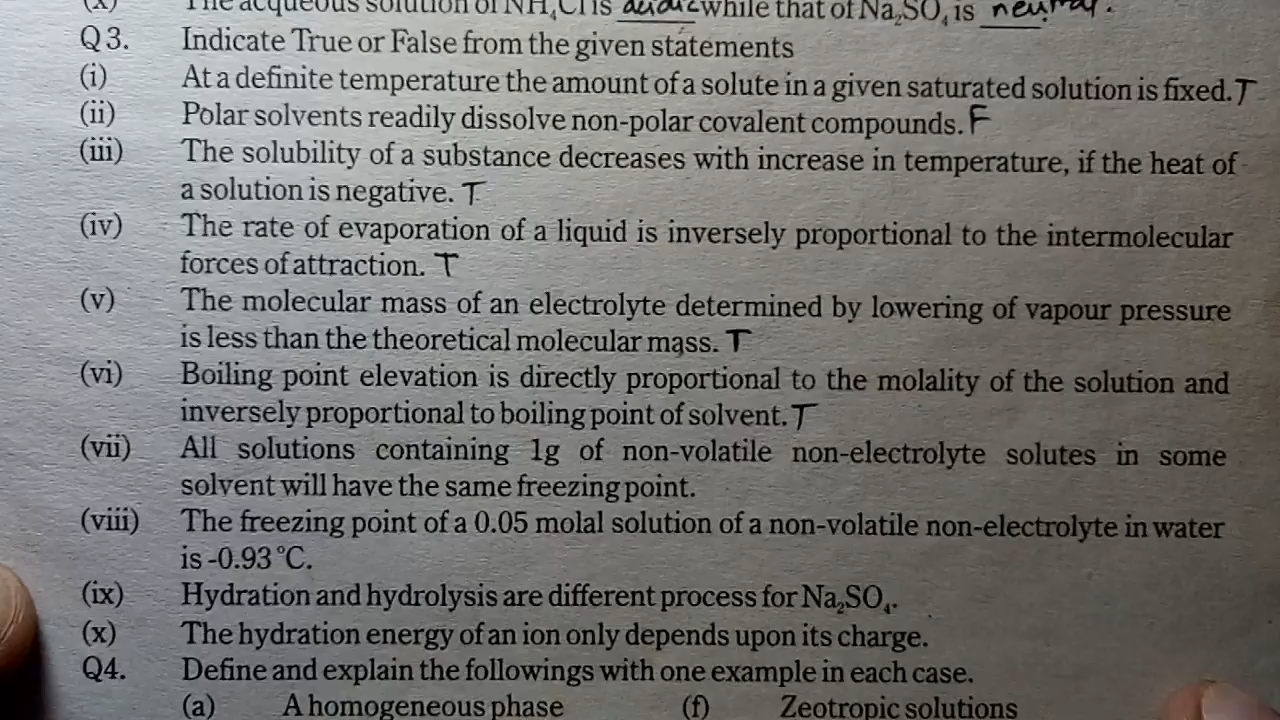 (x) The acqueous solution of NH₄Cl is acidic while that of Na₂SO₄ is neutral.
Q3. Indicate True or False from the given statements
(i) At a definite temperature the amount of a solute in a given saturated solution is fixed. T
(ii) Polar solvents readily dissolve non-polar covalent compounds. F
(iii) The solubility of a substance decreases with increase in temperature, if the heat of
a solution is negative. T
(iv) The rate of evaporation of a liquid is inversely proportional to the intermolecular
forces of attraction. T
(v) The molecular mass of an electrolyte determined by lowering of vapour pressure
is less than the theoretical molecular mass. T
(vi) Boiling point elevation is directly proportional to the molality of the solution and
inversely proportional to boiling point of solvent. T
(vii) All solutions containing 1g of non-volatile non-electrolyte solutes in some
solvent will have the same freezing point.
(viii) The freezing point of a 0.05 molal solution of a non-volatile non-electrolyte in water
is -0.93 °C.
(ix) Hydration and hydrolysis are different process for Na₂SO₄.
(x) The hydration energy of an ion only depends upon its charge.
Q4. Define and explain the followings with one example in each case.
(a) A homogeneous phase (f) Zeotropic solutions